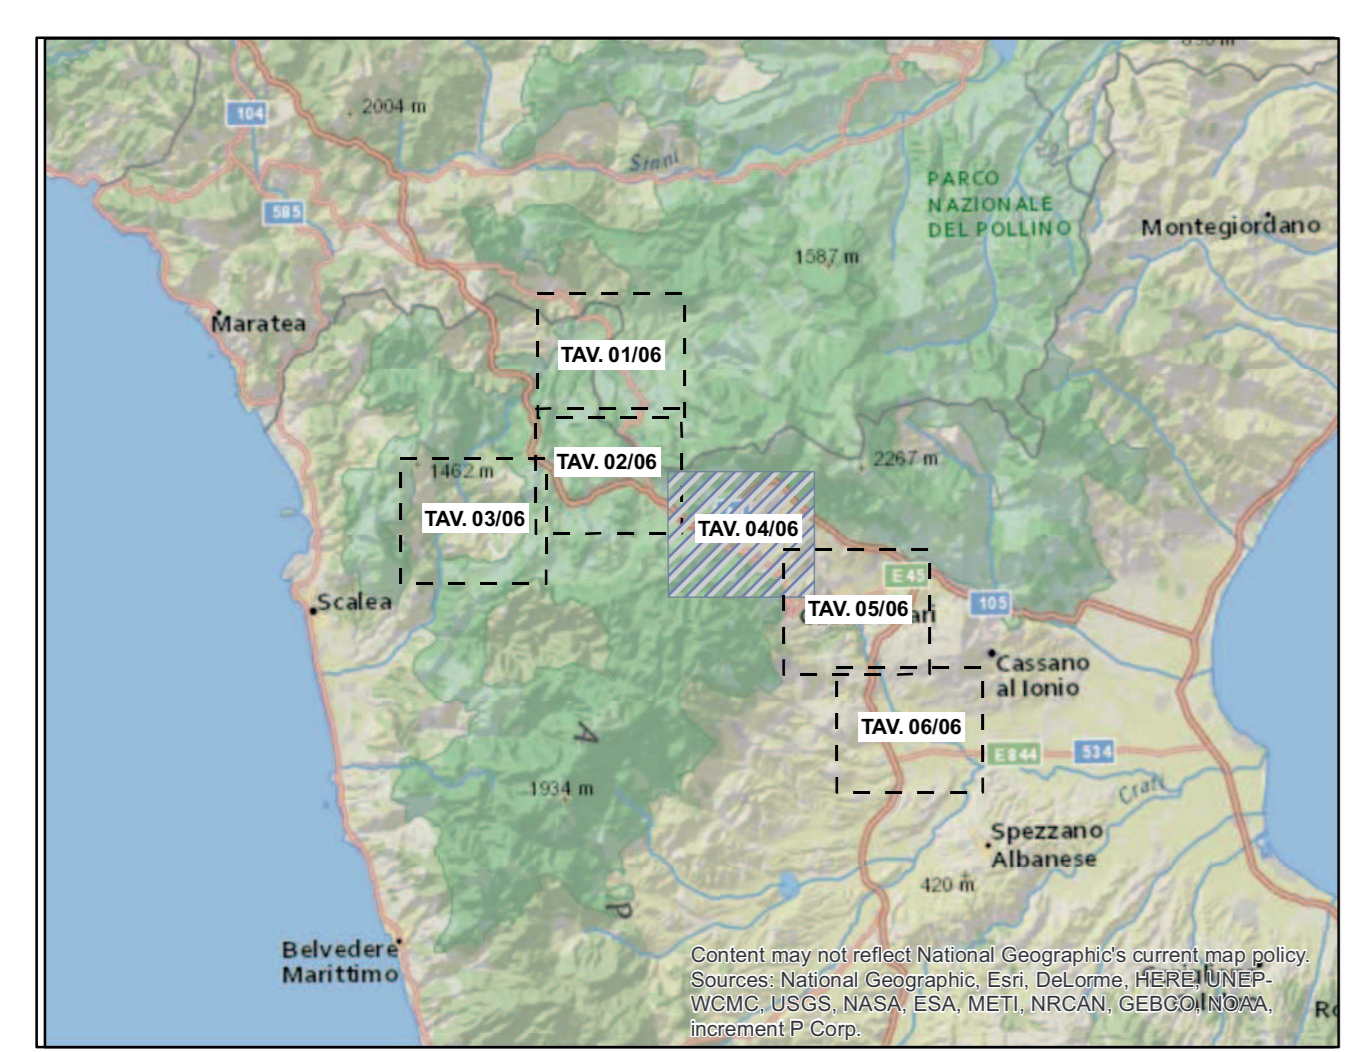 104
2004 m
Sinni
585
PARCO
NAZIONALE
DEL POLLINO
Montegiordano
1587 m
Maratea
TAV. 01/06
TAV. 02/06
2267 m
1462 m
TAV. 03/06
TAV. 04/06
E 45
105
Scalea
TAV. 05/06
Cassano
al Ionio
TAV. 06/06
E 844
534
A
1934 m
Crati
Spezzano
Albanese
420 m
P
Belvedere
Marittimo
Content may not reflect National Geographic's current map policy.
Sources: National Geographic, Esri, DeLorme, HERE, UNEP-
WCMC, USGS, NASA, ESA, METI, NRCAN, GEBCO, NOAA,
increment P Corp.